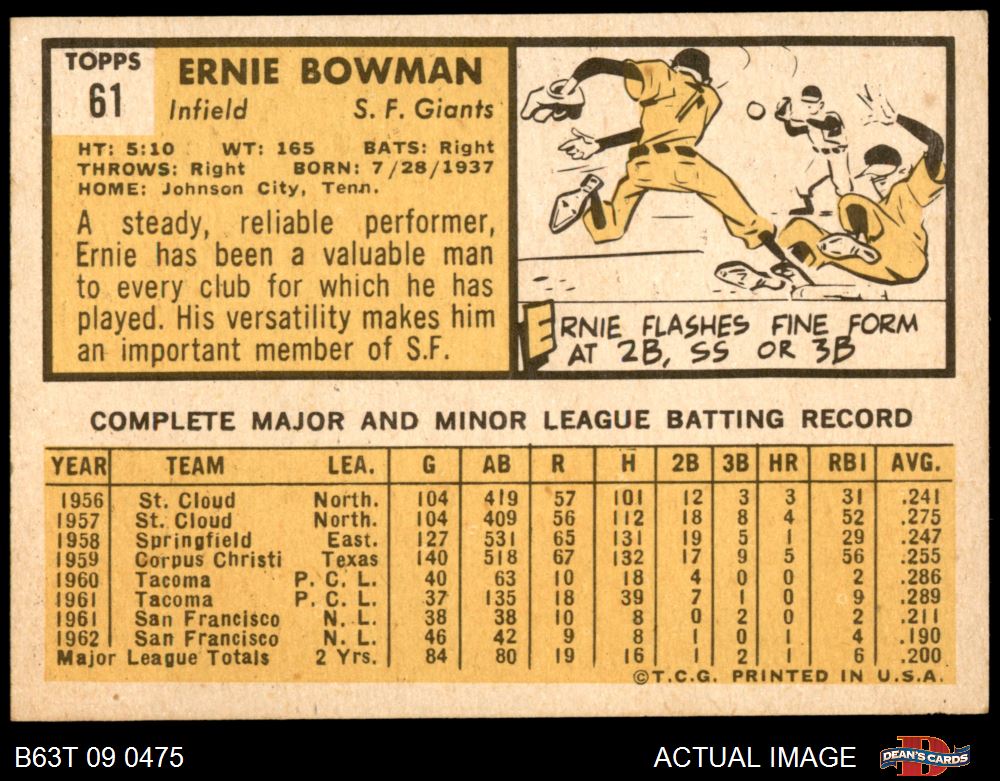 TOPPS
61
ERNIE BOWMAN
Infield S. F. Giants
HT: 5:10 WT: 165 BATS: Right
THROWS: Right BORN: 7/28/1937
HOME: Johnson City, Tenn.
A steady, reliable performer,
Ernie has been a valuable man
to every club for which he has
played. His versatility makes him
an important member of S.F.
ERNIE FLASHES FINE FORM
AT 2B, SS OR 3B
COMPLETE MAJOR AND MINOR LEAGUE BATTING RECORD
YEAR TEAM LEA. G AB R H 2B 3B HR RBI AVG.
1956 St. Cloud North. 104 419 57 101 12 3 3 31 .241
1957 St. Cloud North. 104 409 56 112 18 8 4 52 .275
1958 Springfield East. 127 531 65 131 19 5 1 29 .247
1959 Corpus Christi Texas 140 518 67 132 17 9 5 56 .255
1960 Tacoma P. C. L. 40 63 10 18 4 0 0 2 .286
1961 Tacoma P. C. L. 37 135 18 39 7 1 0 9 .289
1961 San Francisco N. L. 38 38 10 8 0 2 0 2 .211
1962 San Francisco N. L. 46 42 9 8 1 0 1 4 .190
Major League Totals 2 Yrs. 84 80 19 16 1 2 1 6 .200
©T.C.G. PRINTED IN U.S.A.
B63T 09 0475 ACTUAL IMAGE DEAN'S CARDS